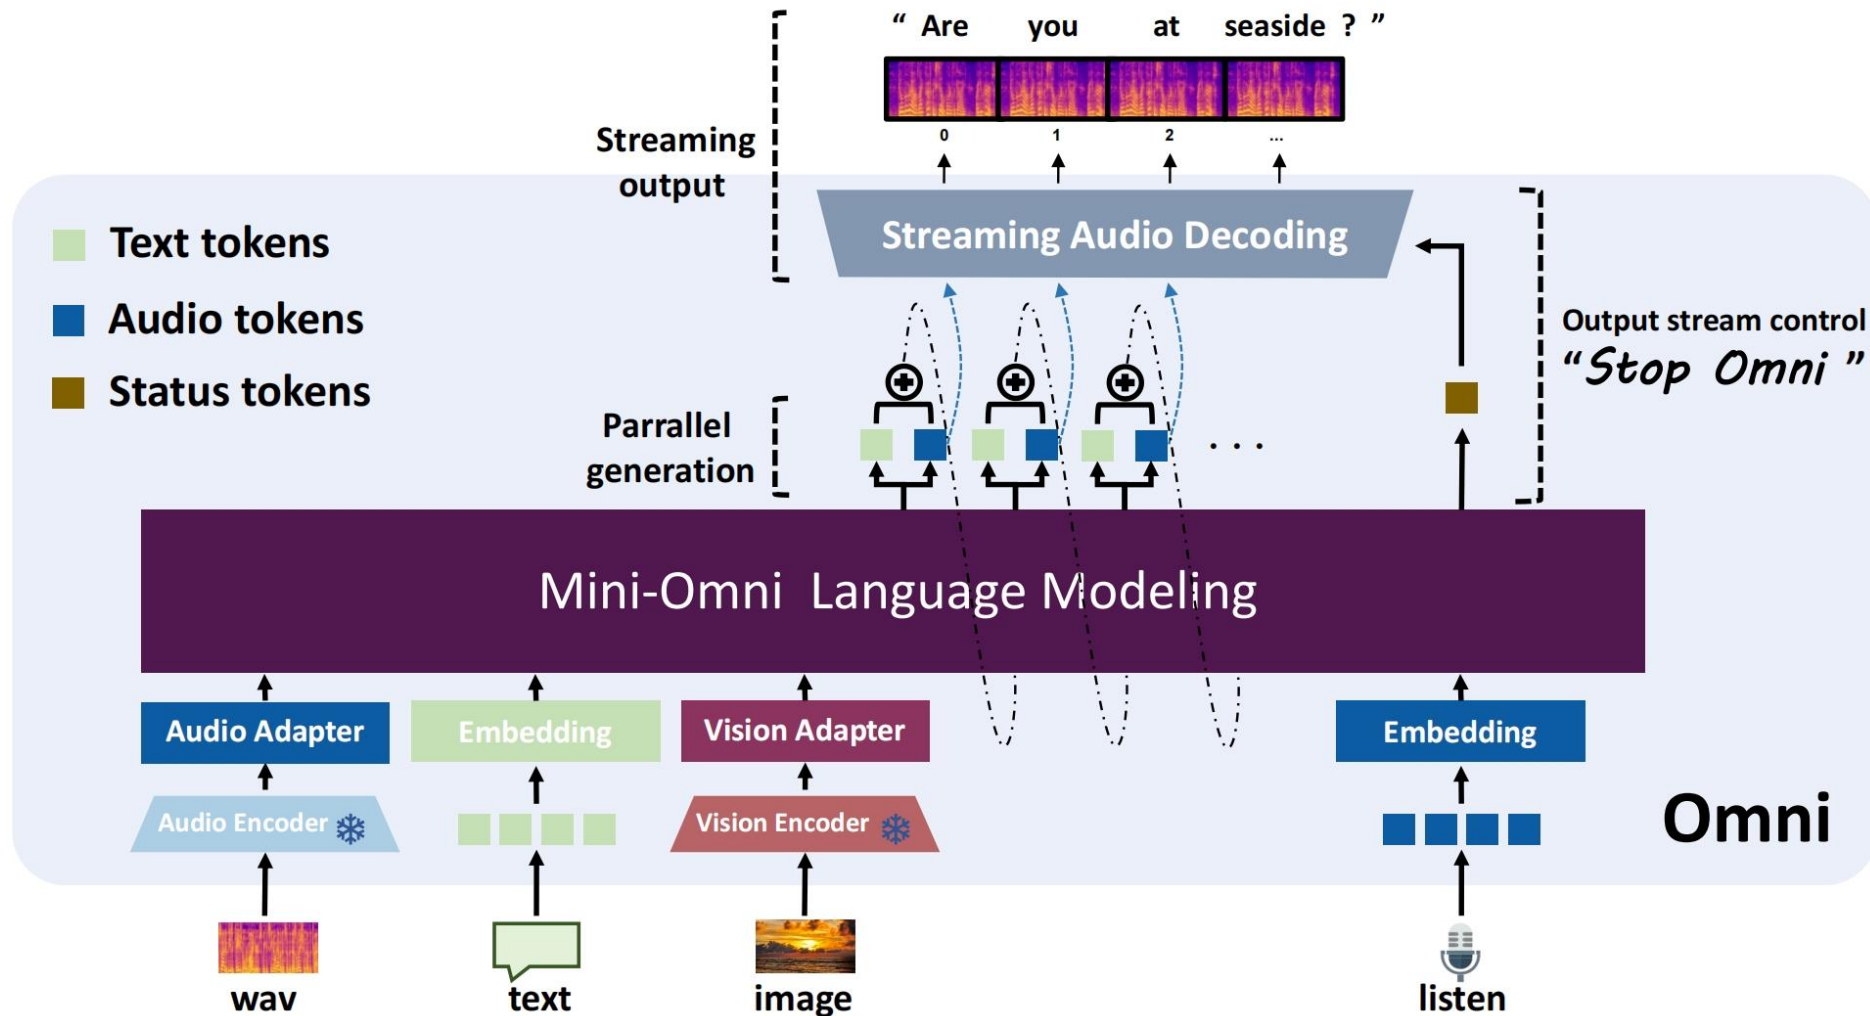 “ Are you at seaside ? ”
0 1 2 ...
Streaming
output
Streaming Audio Decoding
Text tokens
Audio tokens
Status tokens
Output stream control
“Stop Omni ”
Parrallel
generation
. . .
Mini-Omni Language Modeling
Audio Adapter
Embedding
Vision Adapter
Embedding
Audio Encoder
Vision Encoder
Omni
wav
text
image
listen